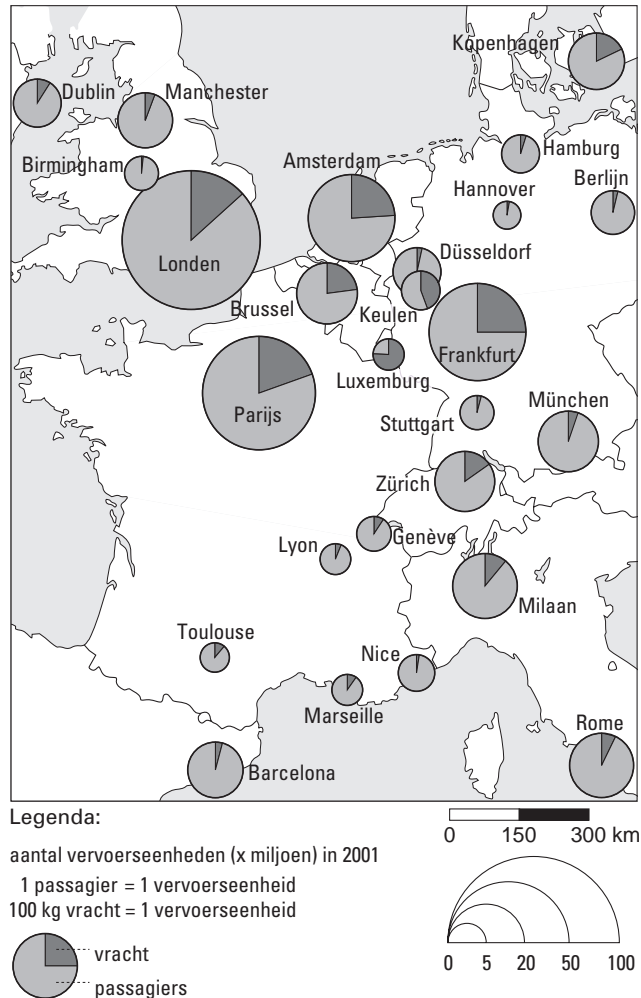 Kopenhagen
Dublin
Manchester
Birmingham
Amsterdam
Hamburg
Hannover
Berlijn
Londen
Düsseldorf
Brussel
Keulen
Frankfurt
Luxemburg
Parijs
Stuttgart
München
Zürich
Genève
Lyon
Milaan
Toulouse
Nice
Marseille
Rome
Barcelona
Legenda:
aantal vervoerseenheden (x miljoen) in 2001
1 passagier = 1 vervoerseenheid
100 kg vracht = 1 vervoerseenheid
vracht
passagiers
0 150 300 km
0 5 20 50 100